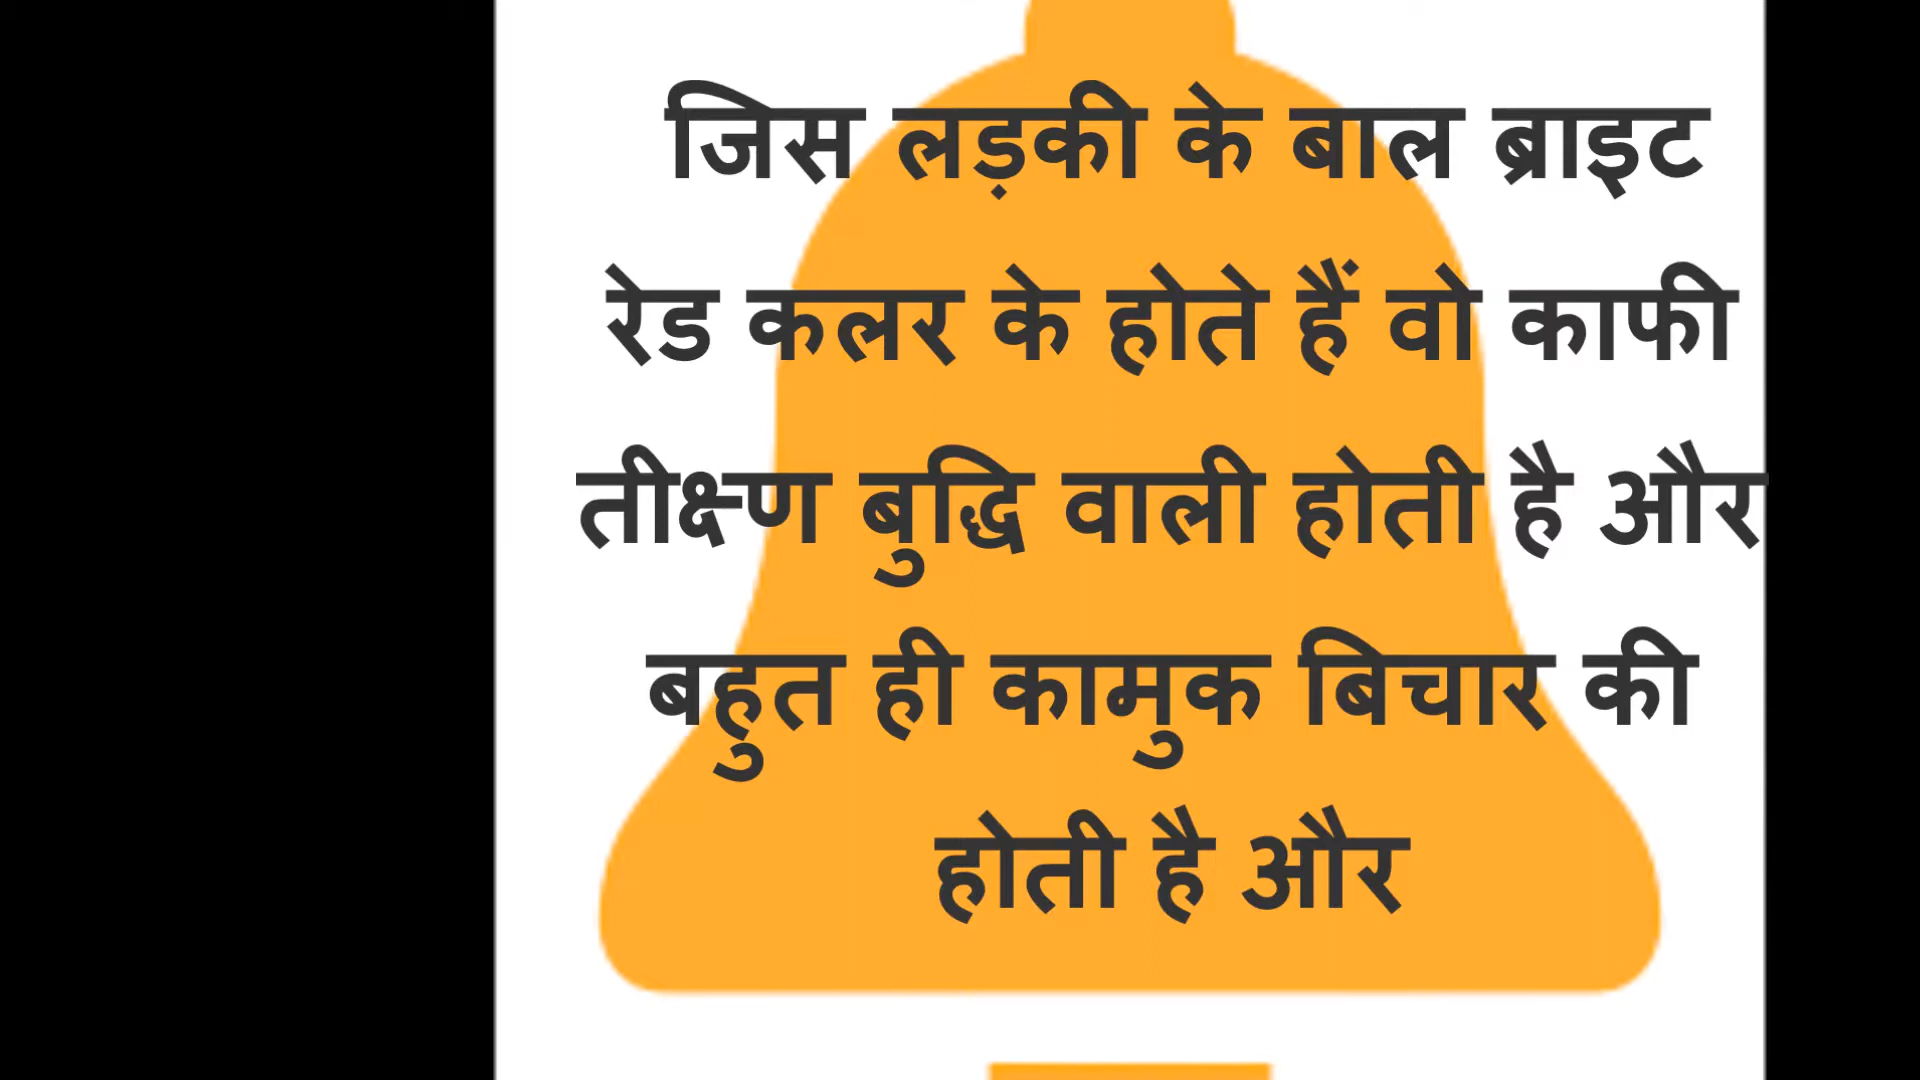 जिस लड़की के बाल ब्राइट
रेड कलर के होते हैं वो काफी
तीक्ष्ण बुद्धि वाली होती है और
बहुत ही कामुक बिचार की
होती है और